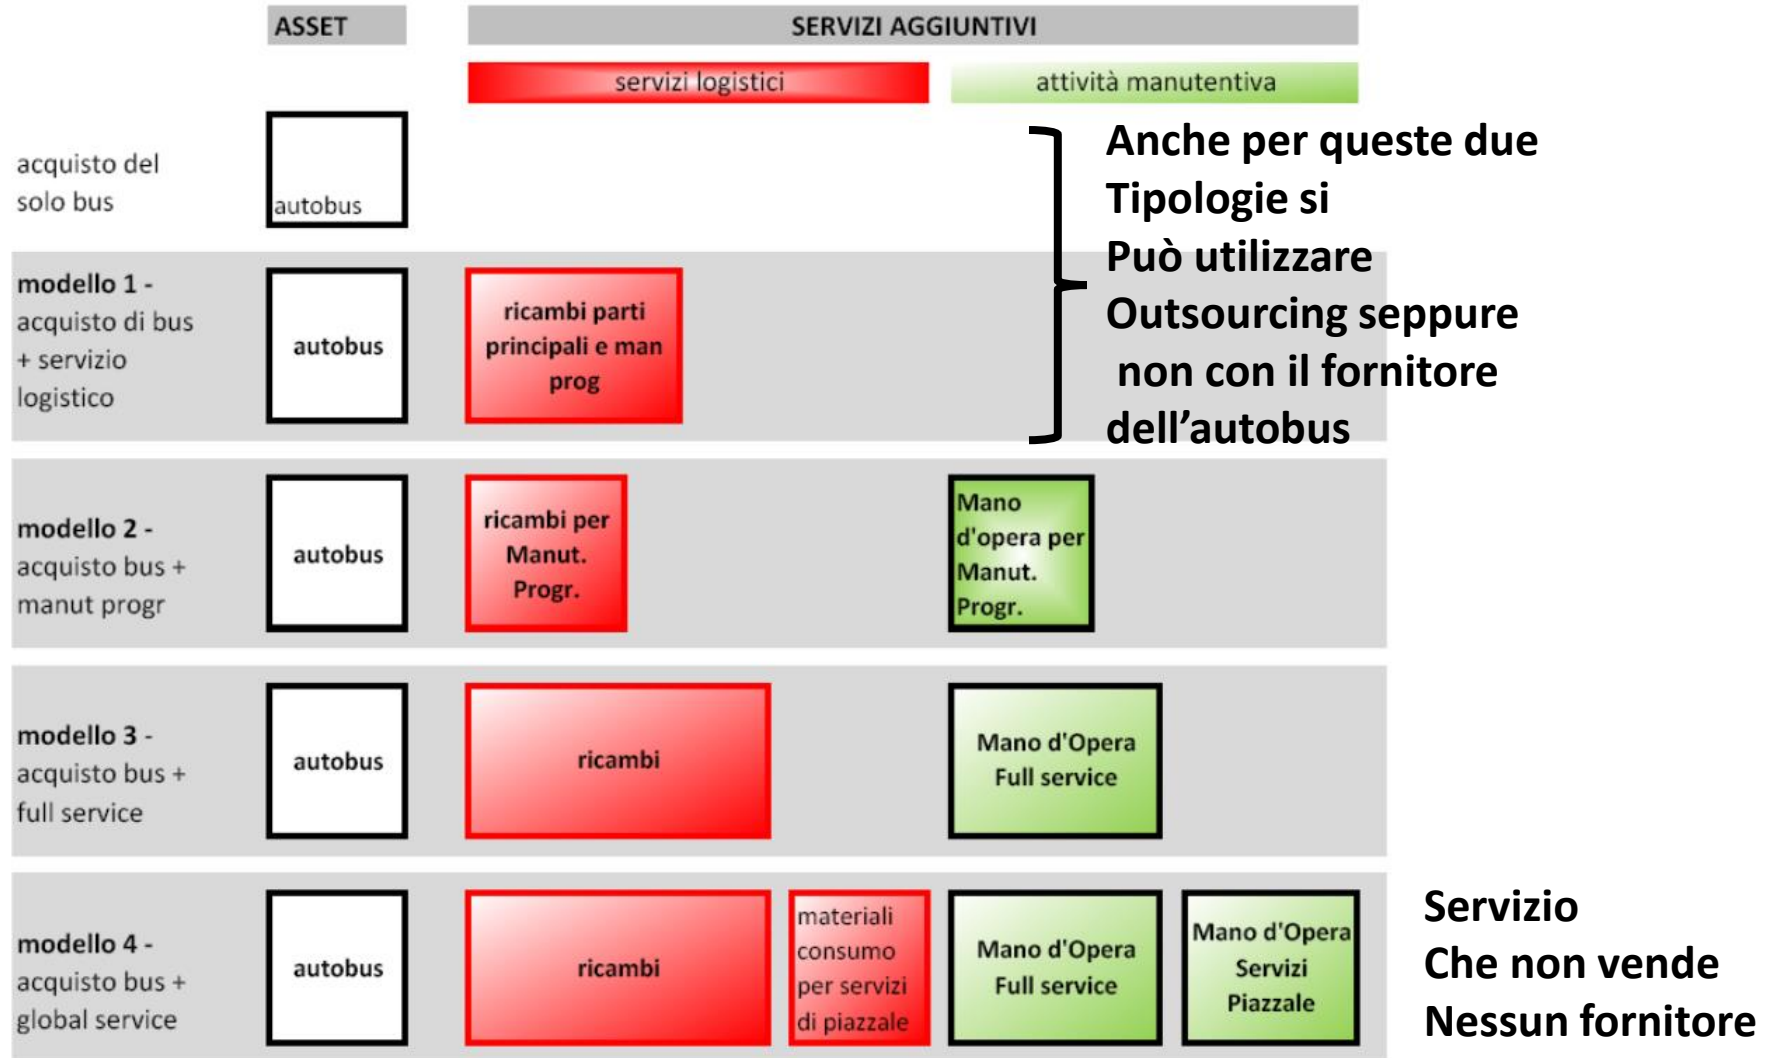 ASSET
SERVIZI AGGIUNTIVI
servizi logistici
attività manutentiva
acquisto del
solo bus
autobus
Anche per queste due
Tipologie si
Può utilizzare
Outsourcing seppure
non con il fornitore
dell’autobus
modello 1 -
acquisto di bus
+ servizio
logistico
autobus
ricambi parti
principali e man
prog
modello 2 -
acquisto bus +
manut progr
autobus
ricambi per
Manut.
Progr.
Mano
d'opera per
Manut.
Progr.
modello 3 -
acquisto bus +
full service
autobus
ricambi
Mano d'Opera
Full service
modello 4 -
acquisto bus +
global service
autobus
ricambi
materiali
consumo
per servizi
di piazzale
Mano d'Opera
Full service
Mano d'Opera
Servizi
Piazzale
Servizio
Che non vende
Nessun fornitore